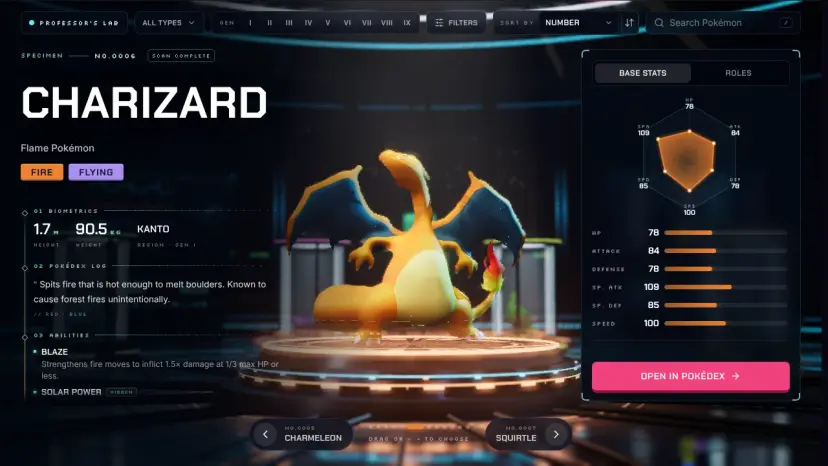 PROFESSOR'S LAB
ALL TYPES
GEN I II III IV V VI VII VIII IX
FILTERS
SORT BY NUMBER
Search Pokémon /
SPECIMEN NO.0006 SCAN COMPLETE
CHARIZARD
Flame Pokémon
FIRE FLYING
01 BIOMETRICS
1.7 M 90.5 KG KANTO
HEIGHT WEIGHT REGION · GEN I
02 POKÉDEX LOG
" Spits fire that is hot enough to melt boulders. Known to
cause forest fires unintentionally.
// RED · BLUE
03 ABILITIES
BLAZE
Strengthens fire moves to inflict 1.5× damage at 1/3 max HP or
less.
SOLAR POWER HIDDEN
BASE STATS ROLES
HP
78
ATK
84
DEF
78
SPE
100
SPD
85
SPA
109
HP 78
ATTACK 84
DEFENSE 78
SP. ATK 109
SP. DEF 85
SPEED 100
OPEN IN POKÉDEX →
NO.0005
CHARMELEON
DRAG OR ← → TO CHOOSE
NO.0007
SQUIRTLE